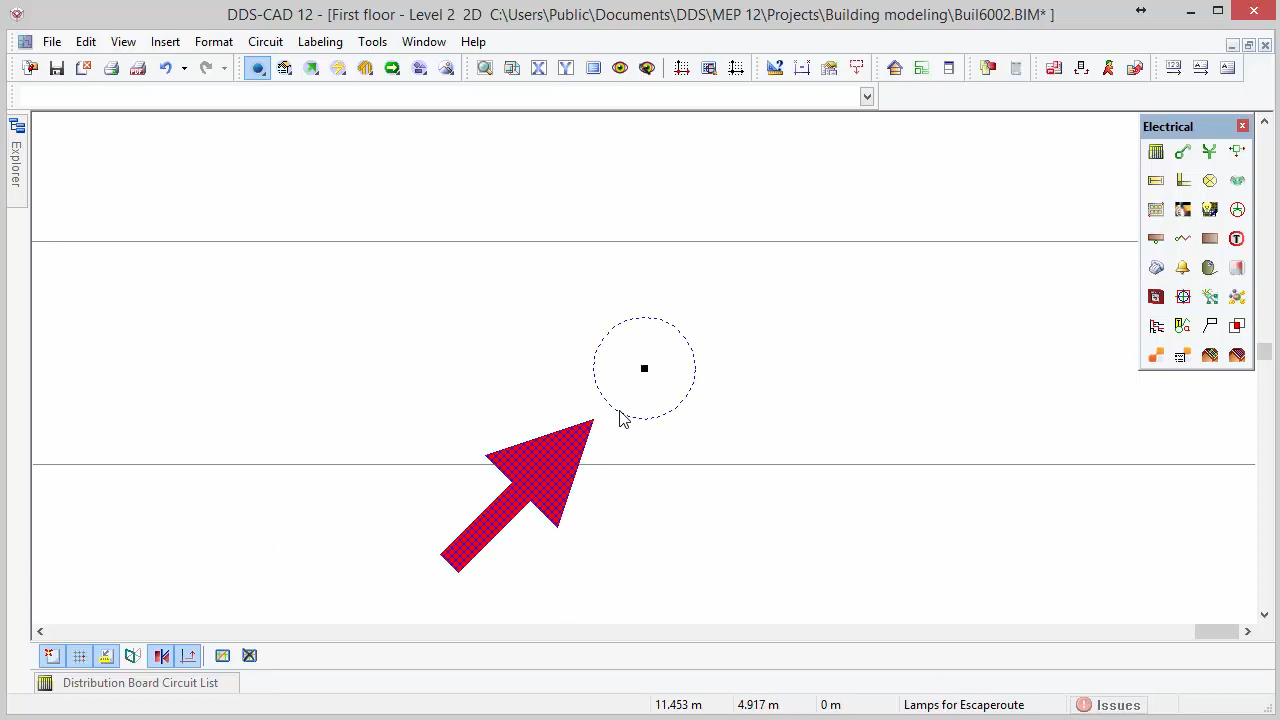 DDS-CAD 12 - [First floor - Level 2  2D  C:\Users\Public\Documents\DDS\MEP 12\Projects\Building modeling\Buil0002.BIM* ]
File Edit View Insert Format Circuit Labeling Tools Window Help
Explorer
Electrical
Distribution Board Circuit List
11.453 m 4.917 m 0 m Lamps for Escaperoute Issues